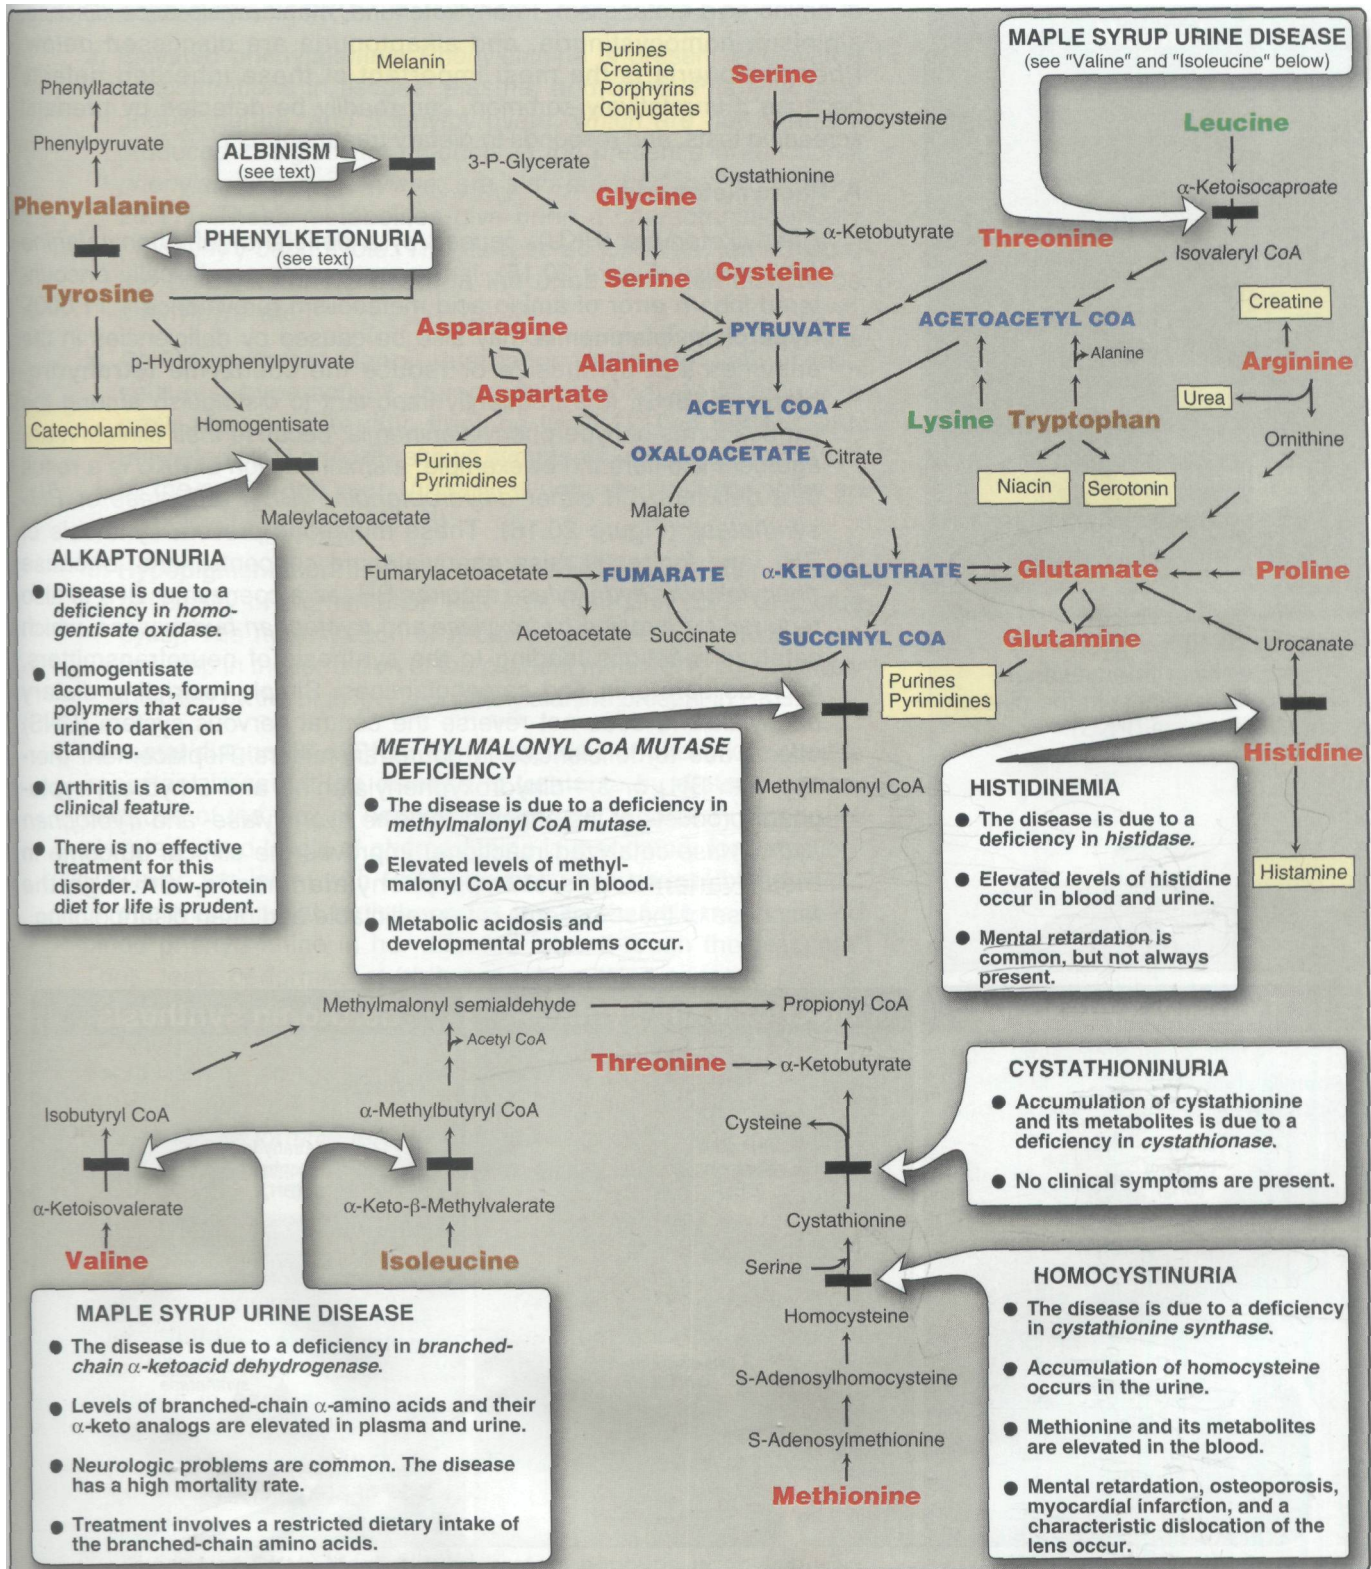 Phenyllactate
Phenylpyruvate
Phenylalanine
Tyrosine
Melanin
ALBINISM
(see text)
PHENYLKETONURIA
(see text)
p-Hydroxyphenylpyruvate
Catecholamines
Homogentisate
Maleylacetoacetate
Fumarylacetoacetate
Acetoacetate
3-P-Glycerate
Purines
Creatine
Porphyrins
Conjugates
Glycine
Serine
Serine
Homocysteine
Cystathionine
α-Ketobutyrate
Cysteine
Threonine
MAPLE SYRUP URINE DISEASE
(see "Valine" and "Isoleucine" below)
Leucine
α-Ketoisocaproate
Isovaleryl CoA
Asparagine
Aspartate
Alanine
PYRUVATE
ACETOACETYL COA
Alanine
Lysine
Tryptophan
Niacin
Serotonin
Creatine
Arginine
Urea
Ornithine
Purines
Pyrimidines
ACETYL COA
OXALOACETATE
Citrate
Malate
FUMARATE
α-KETOGLUTRATE
Glutamate
Proline
Succinate
SUCCINYL COA
Glutamine
Purines
Pyrimidines
Urocanate
Histidine
Histamine
ALKAPTONURIA
● Disease is due to a
deficiency in homo-
gentisate oxidase.
● Homogentisate
accumulates, forming
polymers that cause
urine to darken on
standing.
● Arthritis is a common
clinical feature.
● There is no effective
treatment for this
disorder. A low-protein
diet for life is prudent.
METHYLMALONYL CoA MUTASE
DEFICIENCY
● The disease is due to a deficiency in
methylmalonyl CoA mutase.
● Elevated levels of methyl-
malonyl CoA occur in blood.
● Metabolic acidosis and
developmental problems occur.
Methylmalonyl CoA
HISTIDINEMIA
● The disease is due to a
deficiency in histidase.
● Elevated levels of histidine
occur in blood and urine.
● Mental retardation is
common, but not always
present.
Methylmalonyl semialdehyde
Propionyl CoA
Acetyl CoA
Threonine
α-Ketobutyrate
Isobutyryl CoA
α-Methylbutyryl CoA
α-Ketoisovalerate
α-Keto-β-Methylvalerate
Valine
Isoleucine
Cysteine
Cystathionine
Serine
Homocysteine
S-Adenosylhomocysteine
S-Adenosylmethionine
Methionine
CYSTATHIONINURIA
● Accumulation of cystathionine
and its metabolites is due to a
deficiency in cystathionase.
● No clinical symptoms are present.
MAPLE SYRUP URINE DISEASE
● The disease is due to a deficiency in branched-
chain α-ketoacid dehydrogenase.
● Levels of branched-chain α-amino acids and their
α-keto analogs are elevated in plasma and urine.
● Neurologic problems are common. The disease
has a high mortality rate.
● Treatment involves a restricted dietary intake of
the branched-chain amino acids.
HOMOCYSTINURIA
● The disease is due to a deficiency
in cystathionine synthase.
● Accumulation of homocysteine
occurs in the urine.
● Methionine and its metabolites
are elevated in the blood.
● Mental retardation, osteoporosis,
myocardial infarction, and a
characteristic dislocation of the
lens occur.